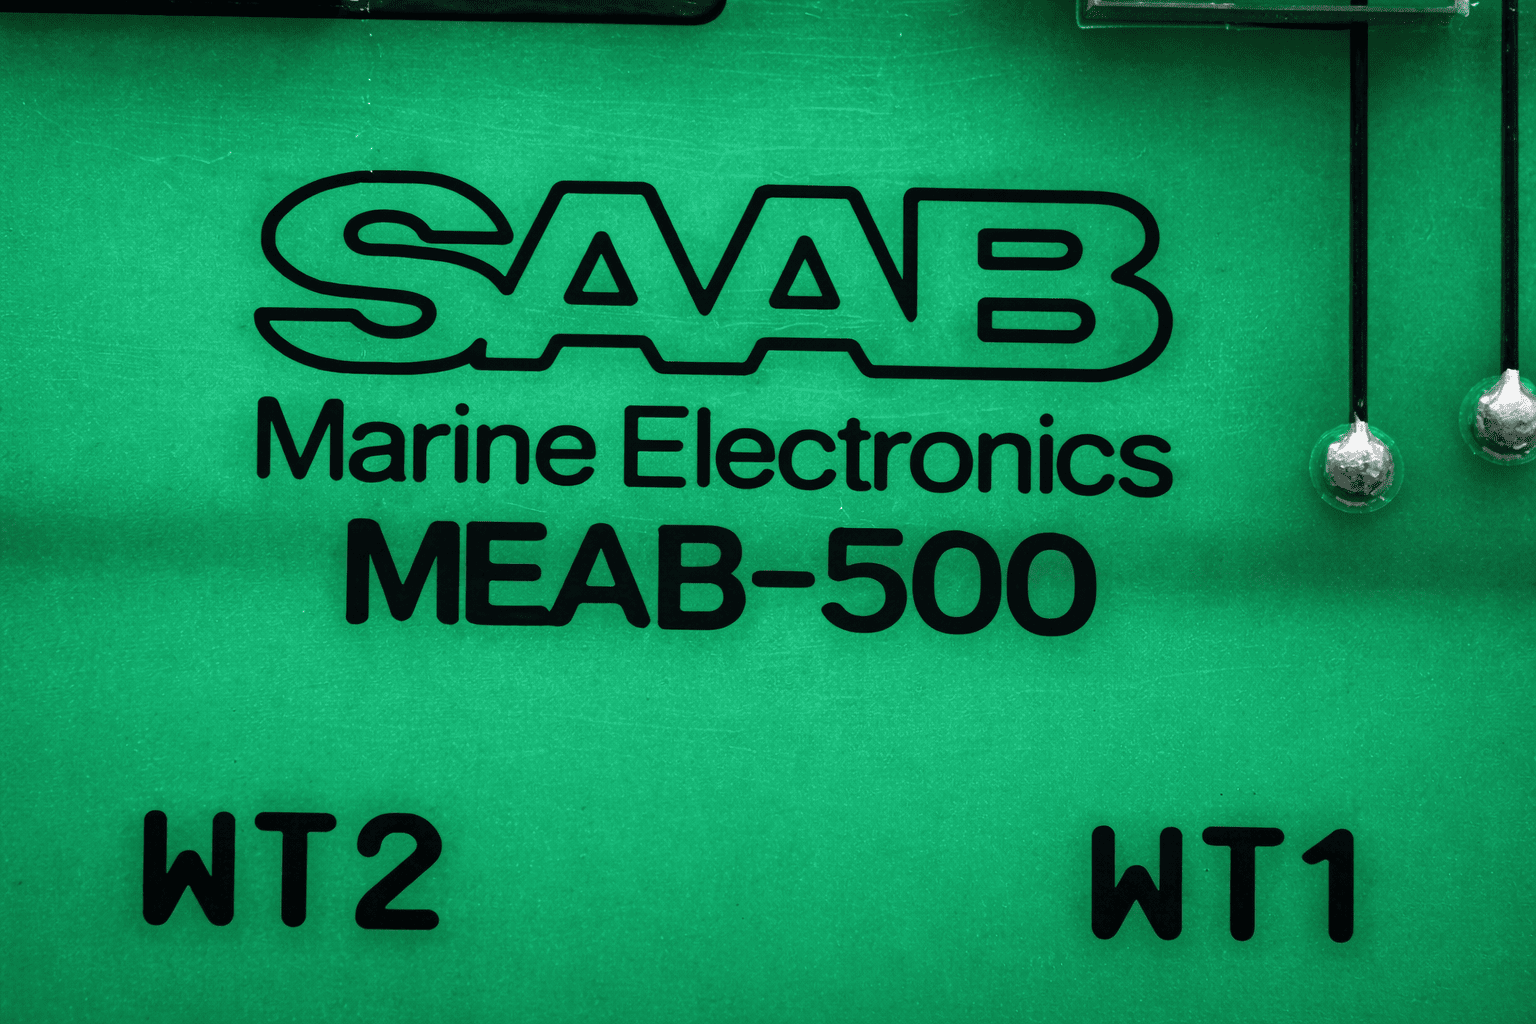 SAAB
Marine Electronics
MEAB-500
WT2 WT1